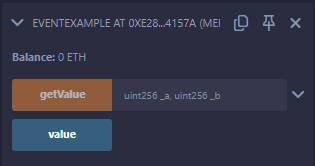 EVENTEXAMPLE AT 0XE28...4157A (MEI
Balance: 0 ETH
getValue uint256 _a, uint256 _b
value